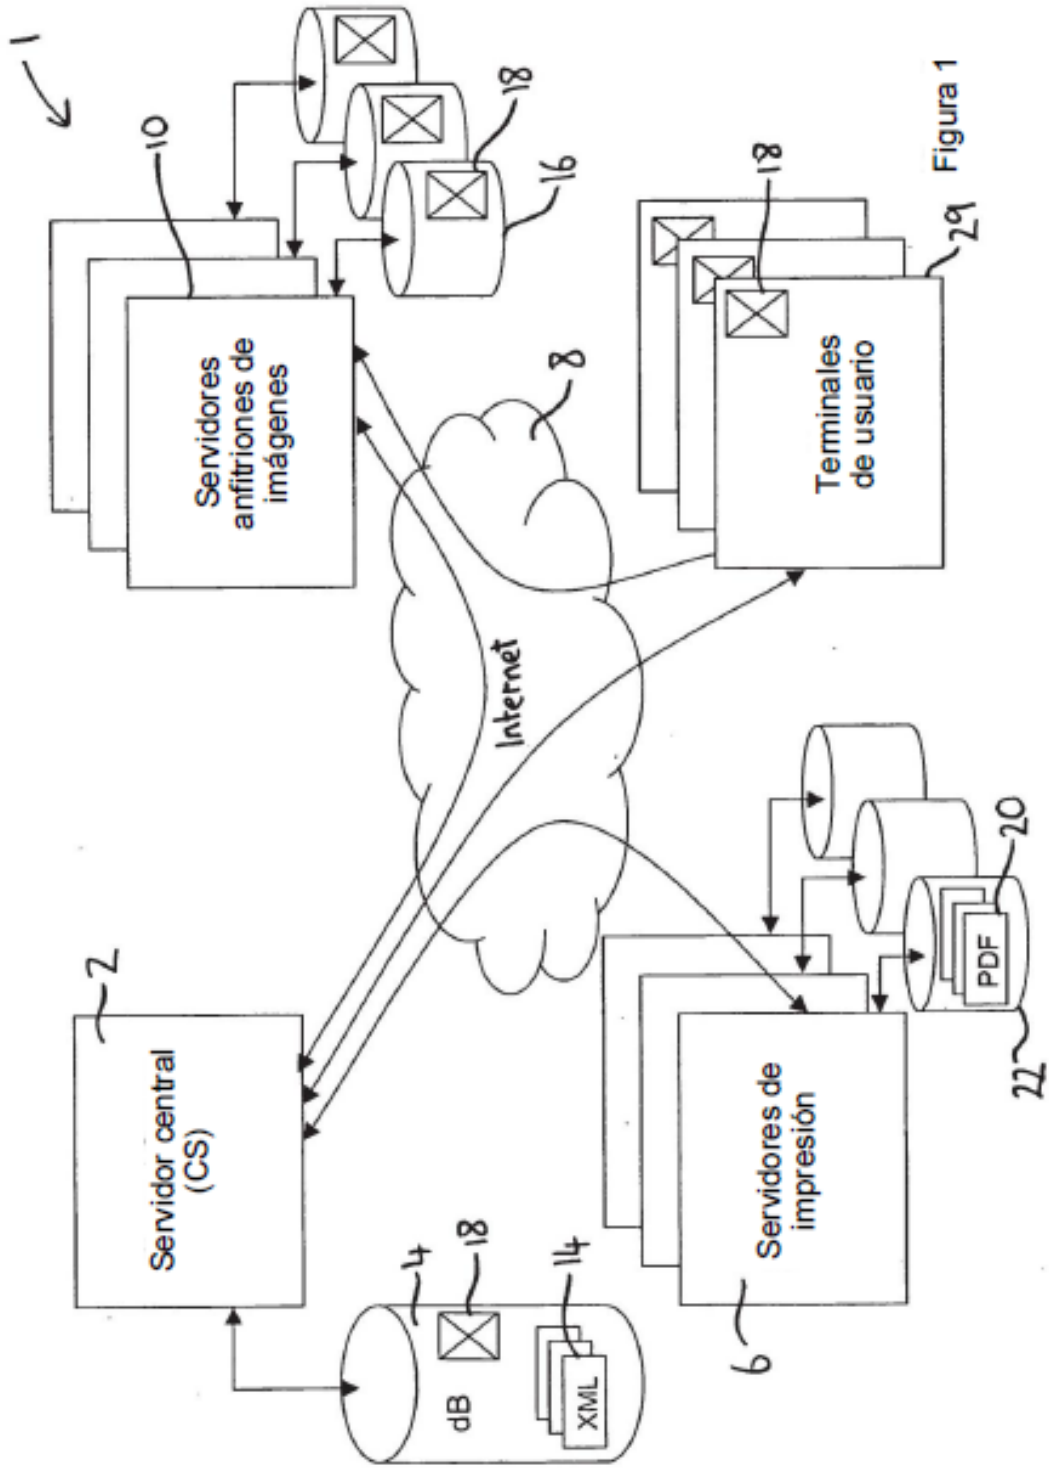 1
Servidor central
(CS)
2
Servidores
anfitriones de
imágenes
10
dB
4
18
XML
14
Internet
8
18
16
Servidores de
impresión
6
PDF
20
22
Terminales
de usuario
18
29
Figura 1